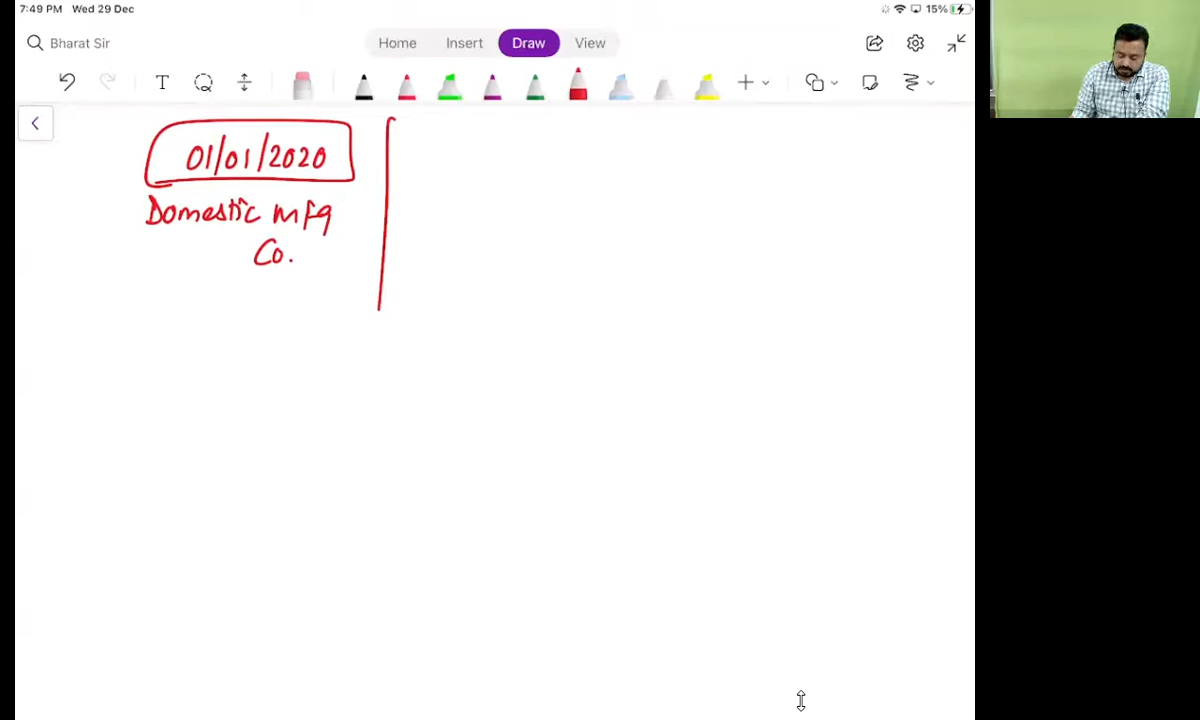 7:49 PM Wed 29 Dec
15%
Bharat Sir
Home Insert Draw View
T
01/01/2020
Domestic mfg
Co.